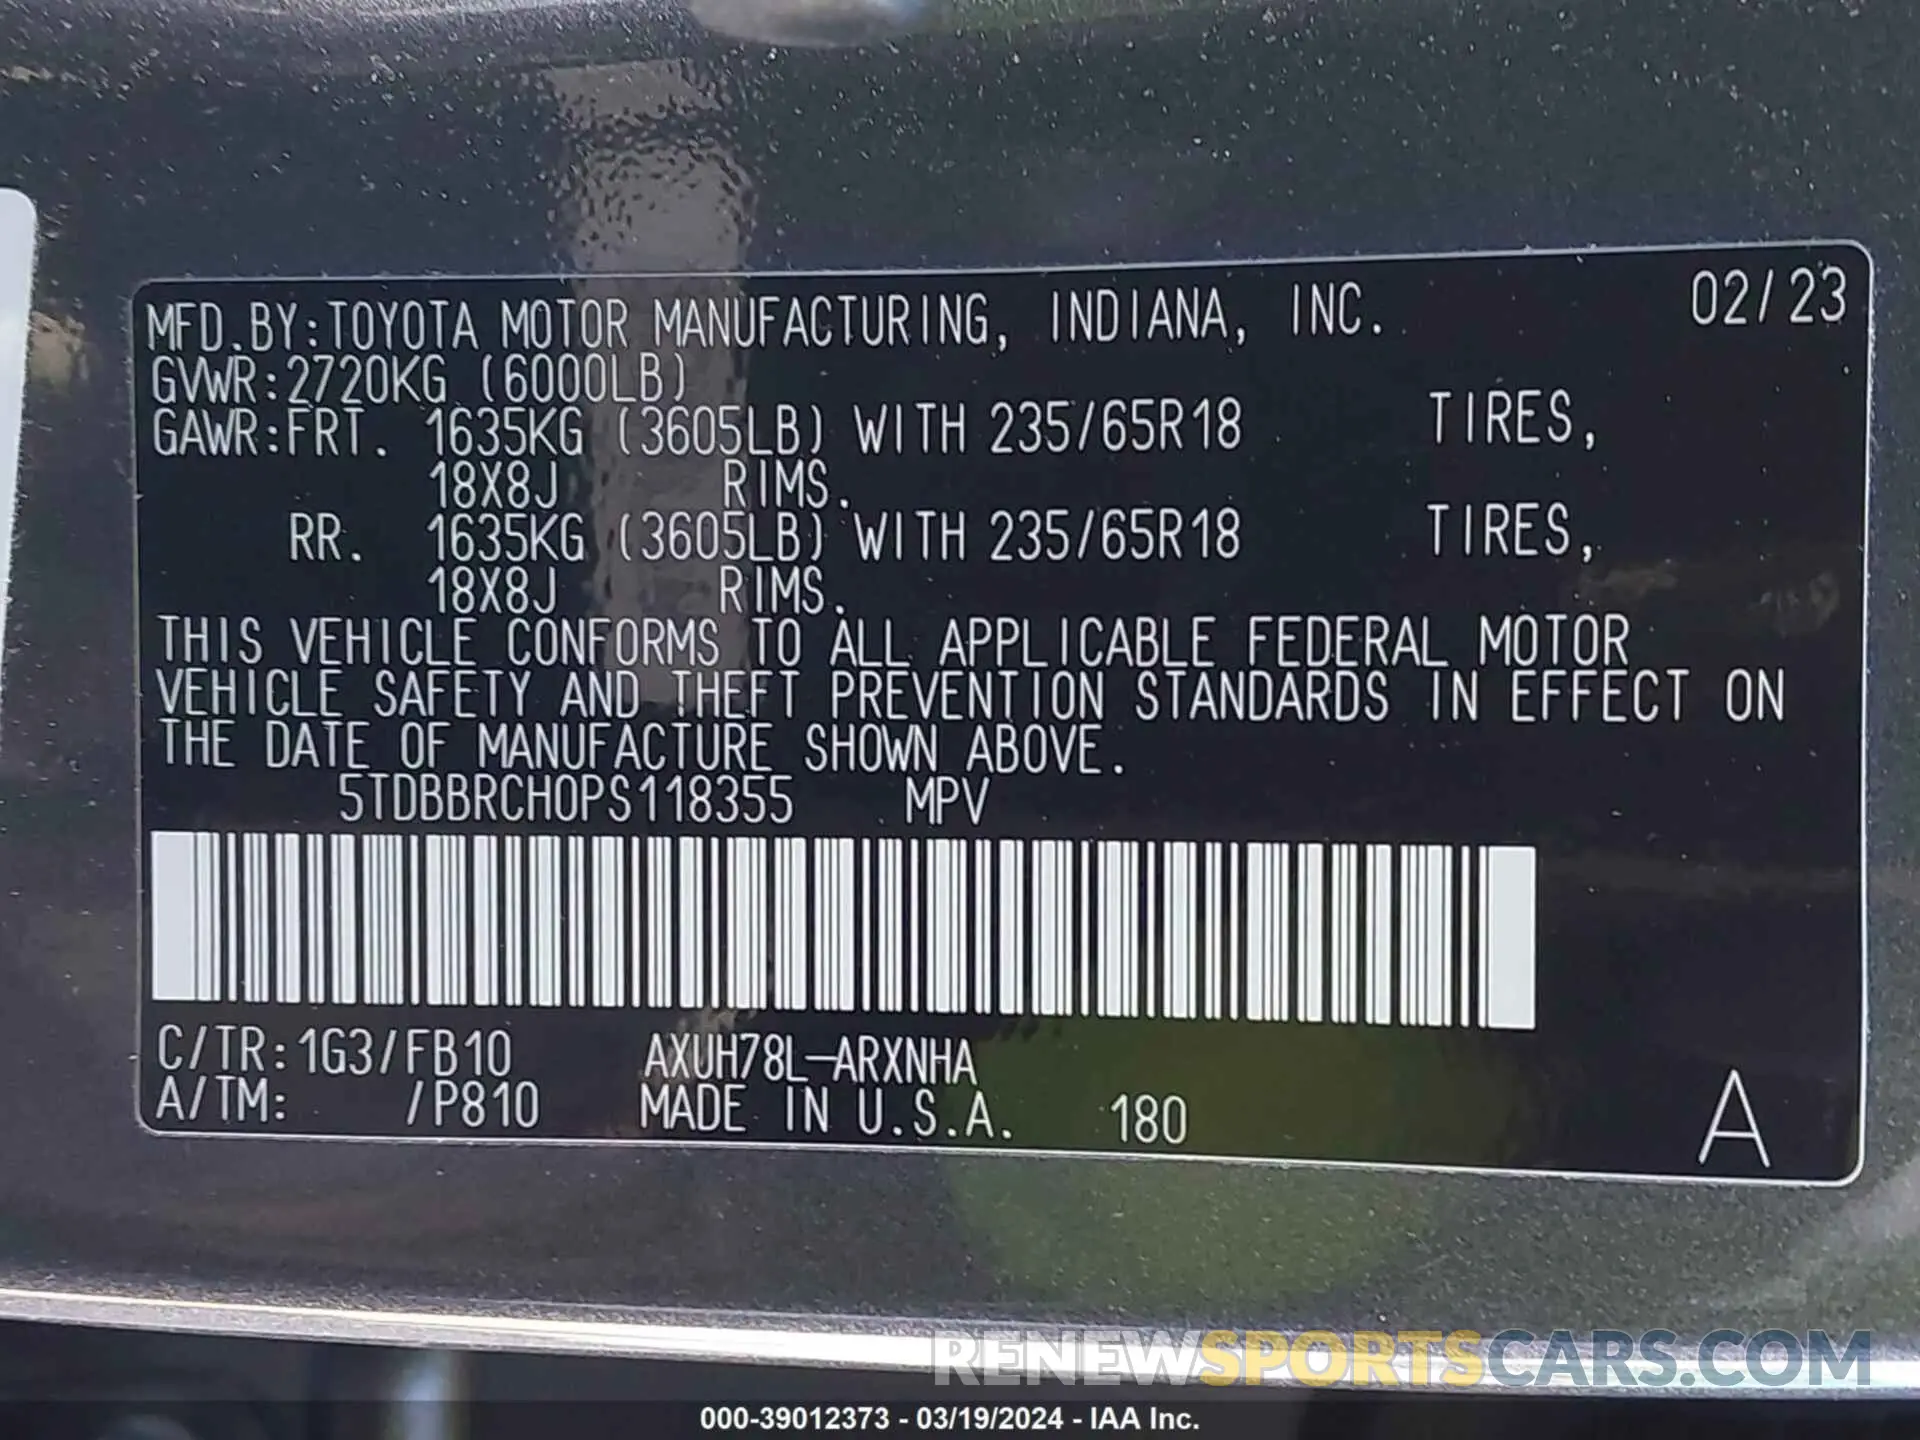 MFD.BY:TOYOTA MOTOR MANUFACTURING, INDIANA, INC. 02/23
GVWR:2720KG (6000LB)
GAWR:FRT. 1635KG (3605LB) WITH 235/65R18 TIRES,
18X8J RIMS.
RR. 1635KG (3605LB) WITH 235/65R18 TIRES,
18X8J RIMS.
THIS VEHICLE CONFORMS TO ALL APPLICABLE FEDERAL MOTOR
VEHICLE SAFETY AND THEFT PREVENTION STANDARDS IN EFFECT ON
THE DATE OF MANUFACTURE SHOWN ABOVE.
5TDBBRCH0PS118355 MPV
C/TR:1G3/FB10 AXUH78L-ARXNHA
A/TM: /P810 MADE IN U.S.A. 180 A
RENEWSPORTSCARS.COM
000-39012373 - 03/19/2024 - IAA Inc.